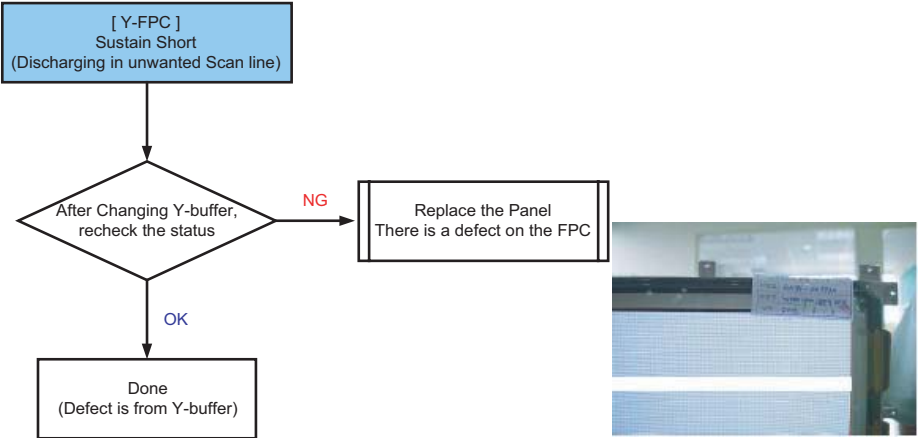 [ Y-FPC ]
Sustain Short
(Discharging in unwanted Scan line)
After Changing Y-buffer,
recheck the status
NG
Replace the Panel
There is a defect on the FPC
OK
Done
(Defect is from Y-buffer)